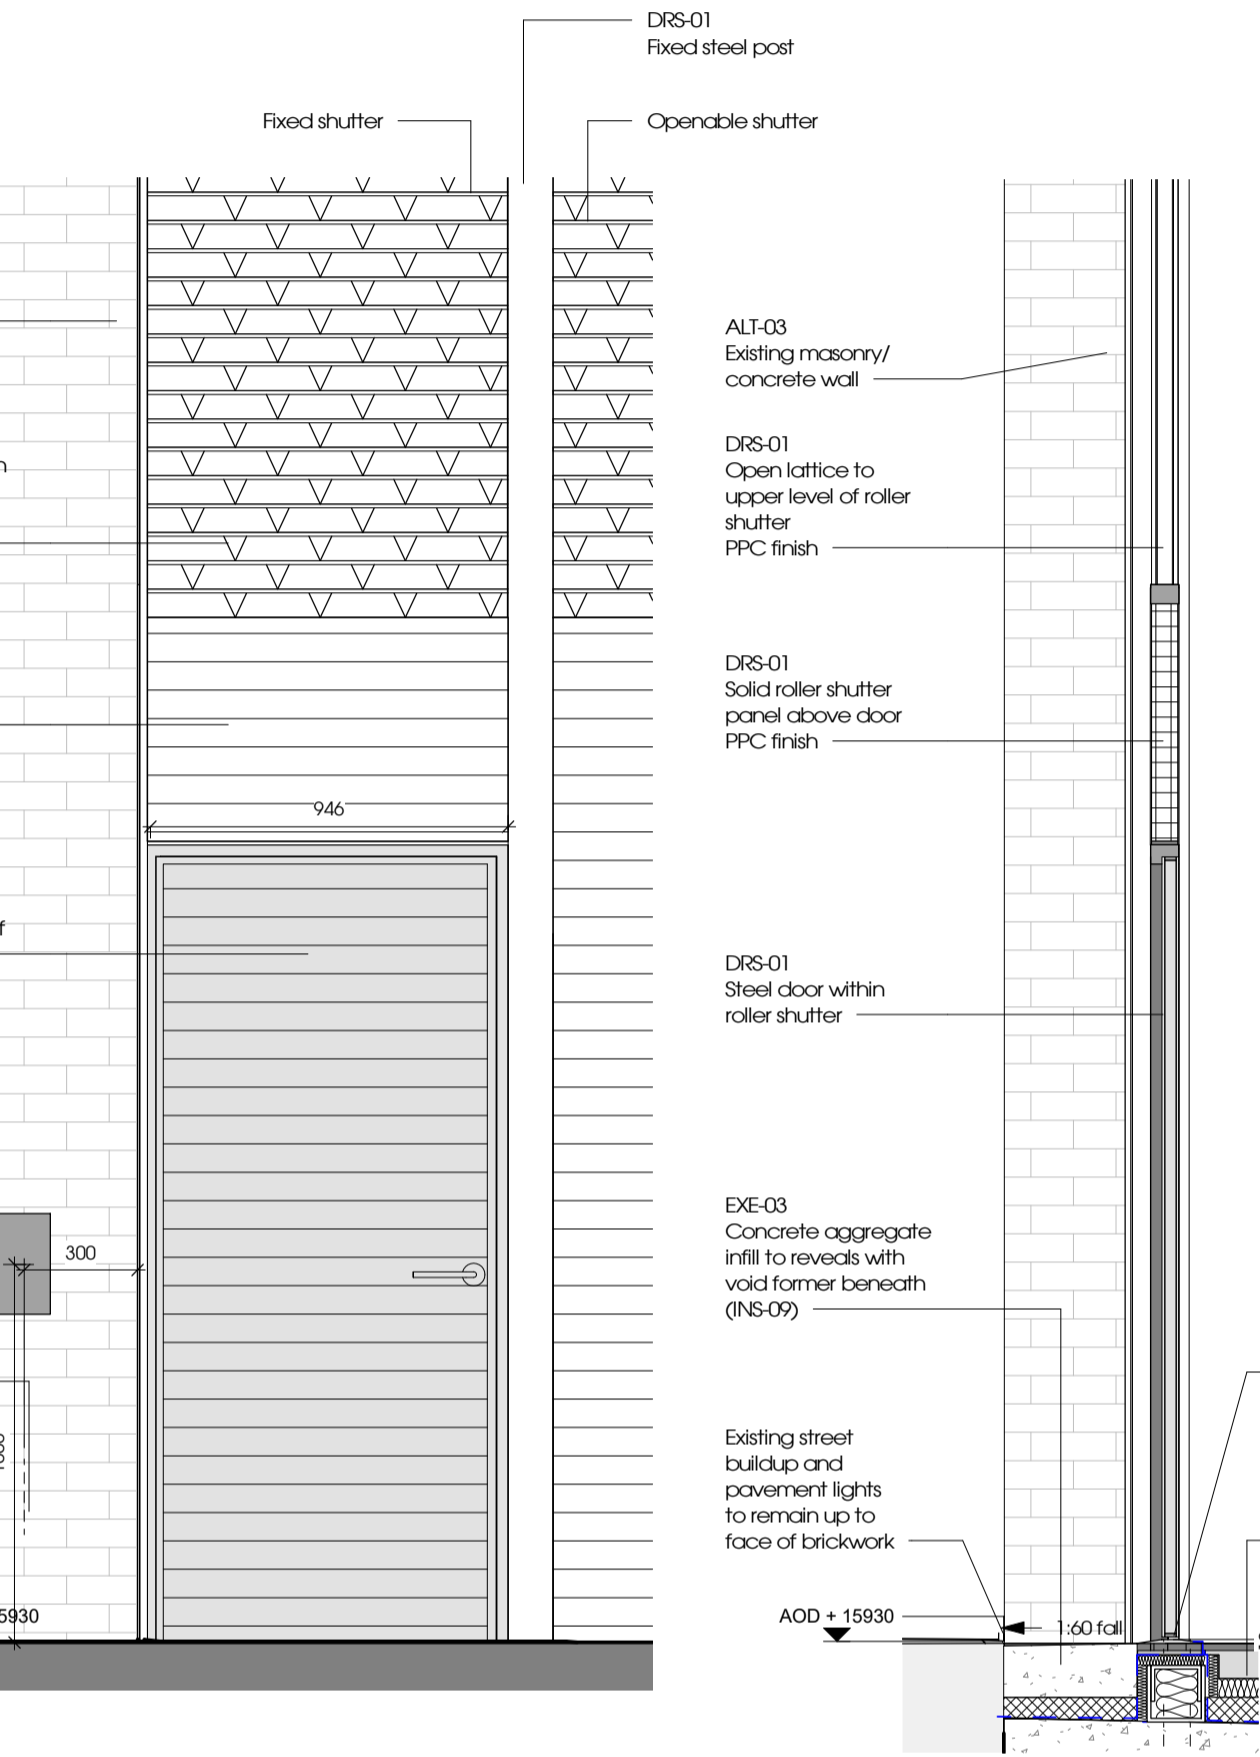 DRS-01
Fixed steel post
Fixed shutter
Openable shutter
ALT-03
Existing masonry/
concrete wall
DRS-01
Open lattice to
upper level of roller
shutter
PPC finish
DRS-01
Solid roller shutter
panel above door
PPC finish
946
DRS-01
Steel door within
roller shutter
EXE-03
Concrete aggregate
infill to reveals with
void former beneath
(INS-09)
300
Existing street
buildup and
pavement lights
to remain up to
face of brickwork
5930
AOD + 15930
1:60 fall